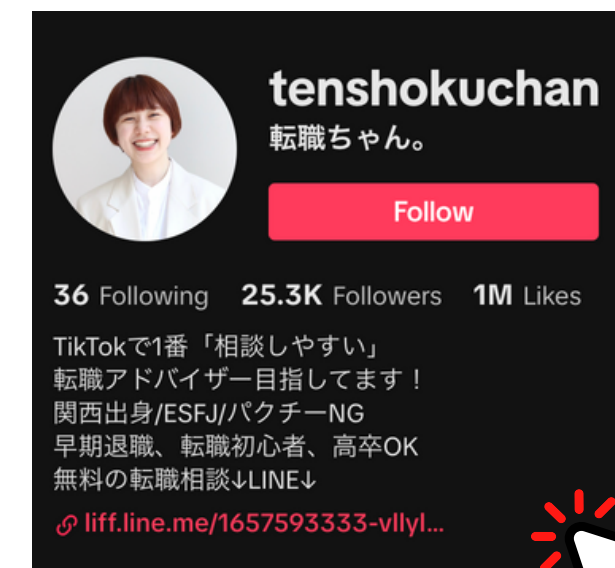 tenshokuchan
転職ちゃん。
Follow
36 Following 25.3K Followers 1M Likes
TikTokで1番「相談しやすい」
転職アドバイザー目指してます！
関西出身/ESFJ/パクチーNG
早期退職、転職初心者、高卒OK
無料の転職相談↓LINE↓
liff.line.me/1657593333-vllyl...